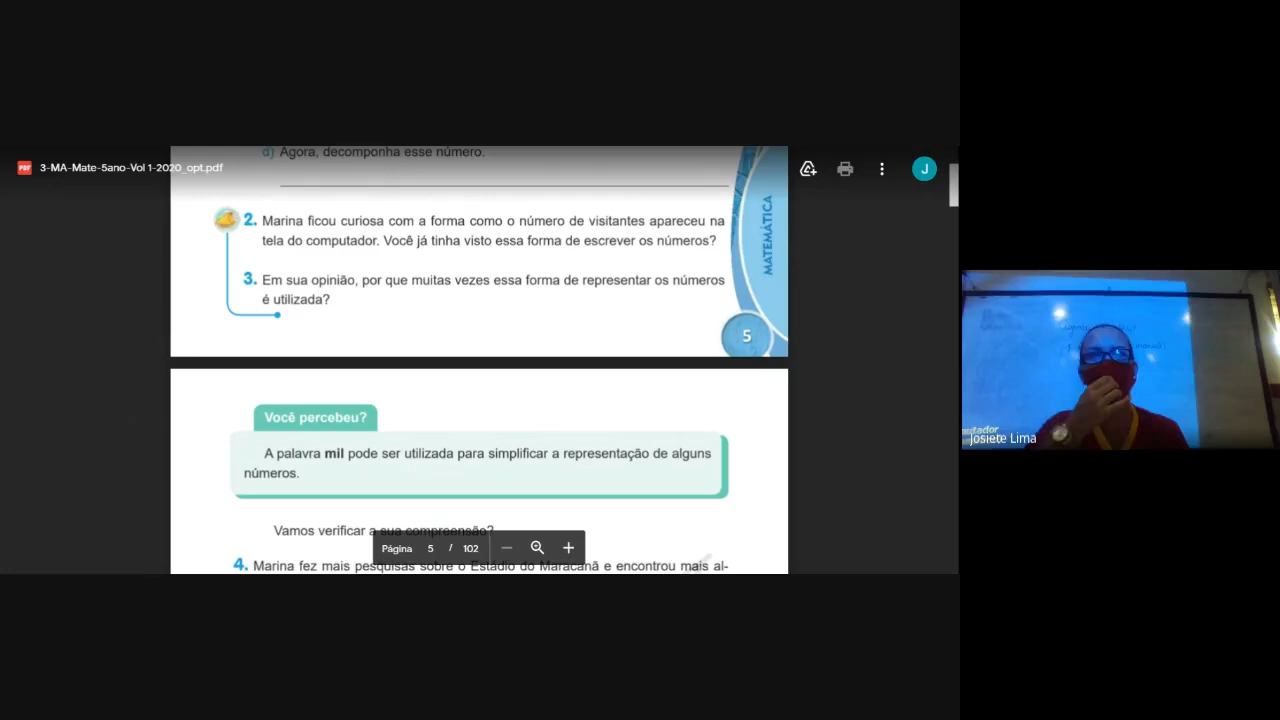 3-MA-Mate-5ano-Vol 1-2020_opt.pdf
J
d) Agora, decomponha esse número.
2. Marina ficou curiosa com a forma como o número de visitantes apareceu na
tela do computador. Você já tinha visto essa forma de escrever os números?
3. Em sua opinião, por que muitas vezes essa forma de representar os números
é utilizada?
MATEMÁTICA
5
Você percebeu?
A palavra mil pode ser utilizada para simplificar a representação de alguns
números.
Vamos verificar a sua compreensão?
Página 5 / 102
4. Marina fez mais pesquisas sobre o Estádio do Maracanã e encontrou mais al-
Josiete Lima